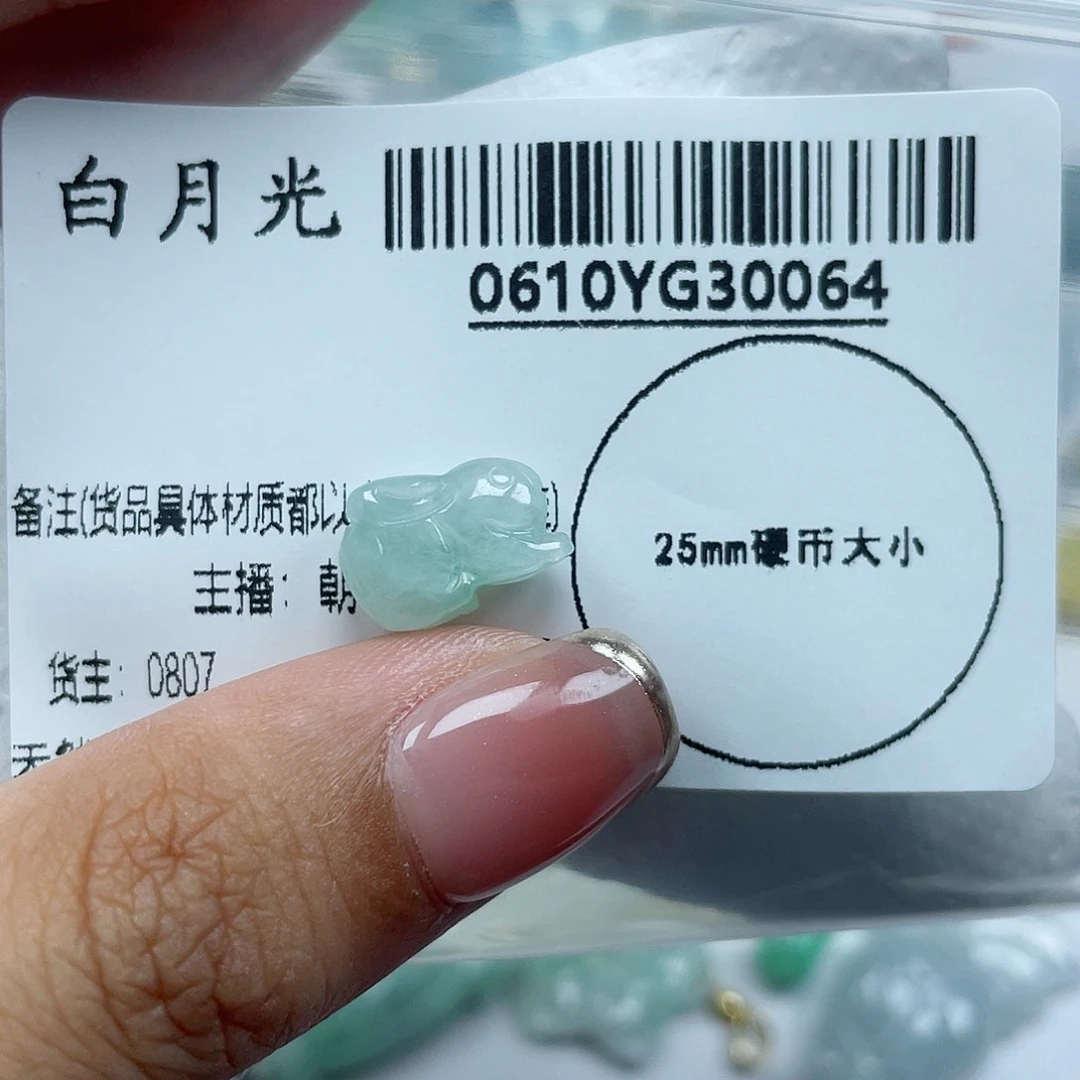 白月光
0610YG30064
备注(货品具体材质都以
主播：朝
25mm硬币大小
货主：0807